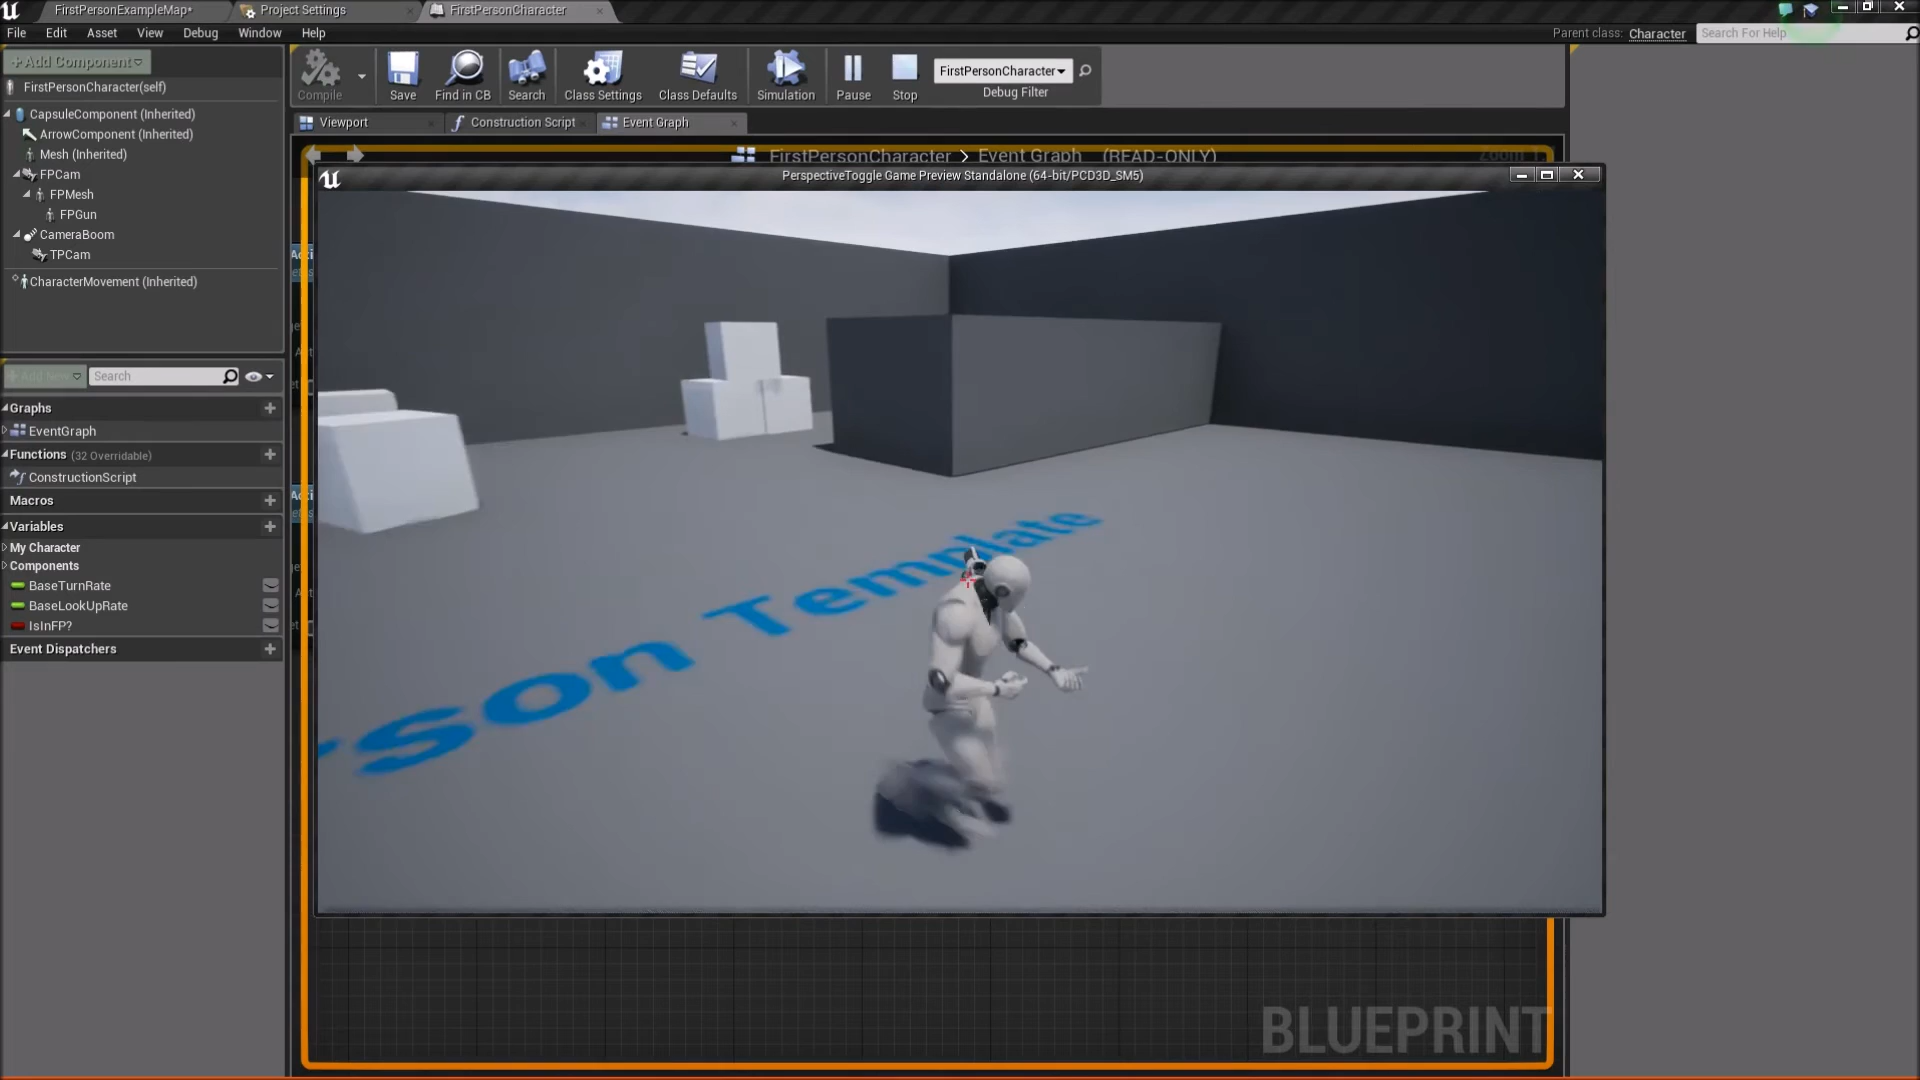 FirstPersonExampleMap*
Project Settings
FirstPersonCharacter
File Edit Asset View Debug Window Help
Parent class: Character
Search For Help
+Add Component
FirstPersonCharacter(self)
CapsuleComponent (Inherited)
ArrowComponent (Inherited)
Mesh (Inherited)
FPCam
FPMesh
FPGun
CameraBoom
TPCam
CharacterMovement (Inherited)
Compile
Save
Find in CB
Search
Class Settings
Class Defaults
Simulation
Pause
Stop
FirstPersonCharacter
Debug Filter
Viewport
Construction Script
Event Graph
FirstPersonCharacter > Event Graph (READ-ONLY)
PerspectiveToggle Game Preview Standalone (64-bit/PCD3D_SM5)
Add New
Search
Graphs
EventGraph
Functions (32 Overridable)
ConstructionScript
Macros
Variables
My Character
Components
BaseTurnRate
BaseLookUpRate
IsInFP?
Event Dispatchers
rson Template
BLUEPRINT